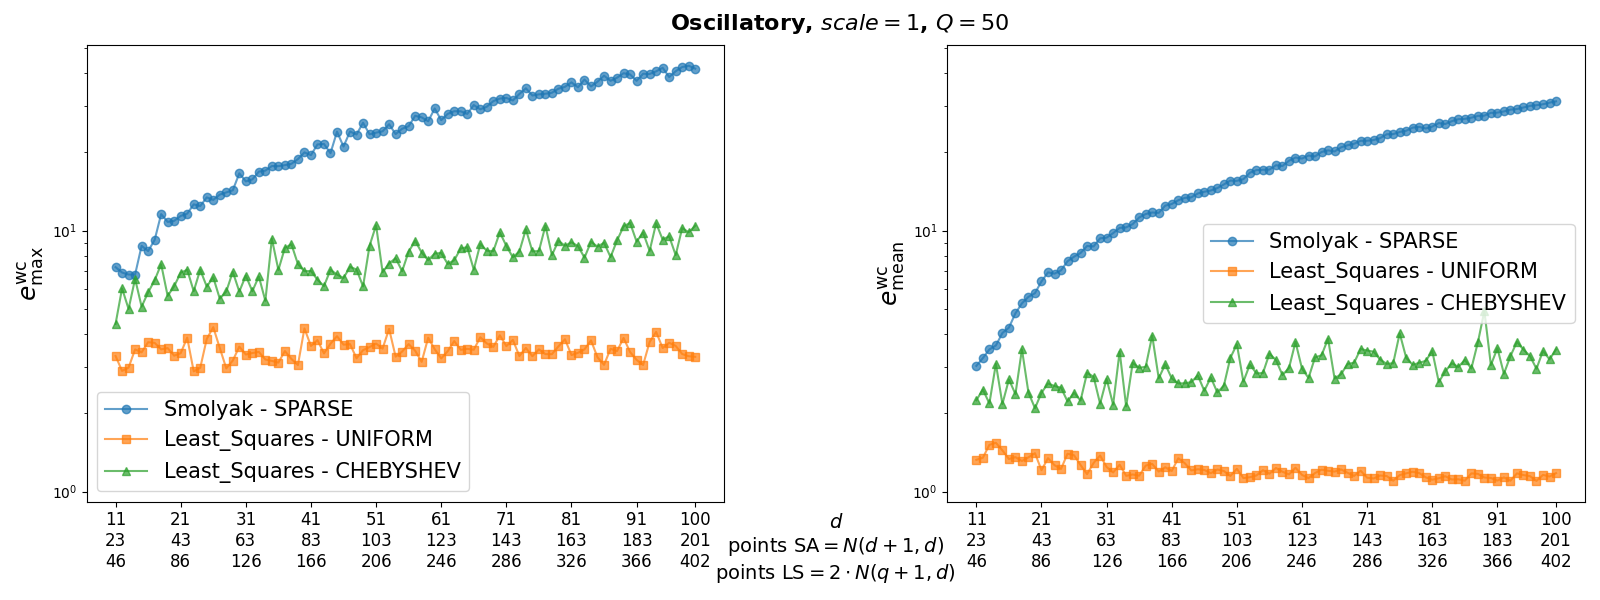 Oscillatory, scale = 1, Q = 50
e^wc_max
10^1
10^0
Smolyak - SPARSE
Least_Squares - UNIFORM
Least_Squares - CHEBYSHEV
11 21 31 41 51 61 71 81 91 100
23 43 63 83 103 123 143 163 183 201
46 86 126 166 206 246 286 326 366 402
d
points SA = N(d + 1, d)
points LS = 2 · N(q + 1, d)
e^wc_mean
10^1
10^0
Smolyak - SPARSE
Least_Squares - UNIFORM
Least_Squares - CHEBYSHEV
11 21 31 41 51 61 71 81 91 100
23 43 63 83 103 123 143 163 183 201
46 86 126 166 206 246 286 326 366 402